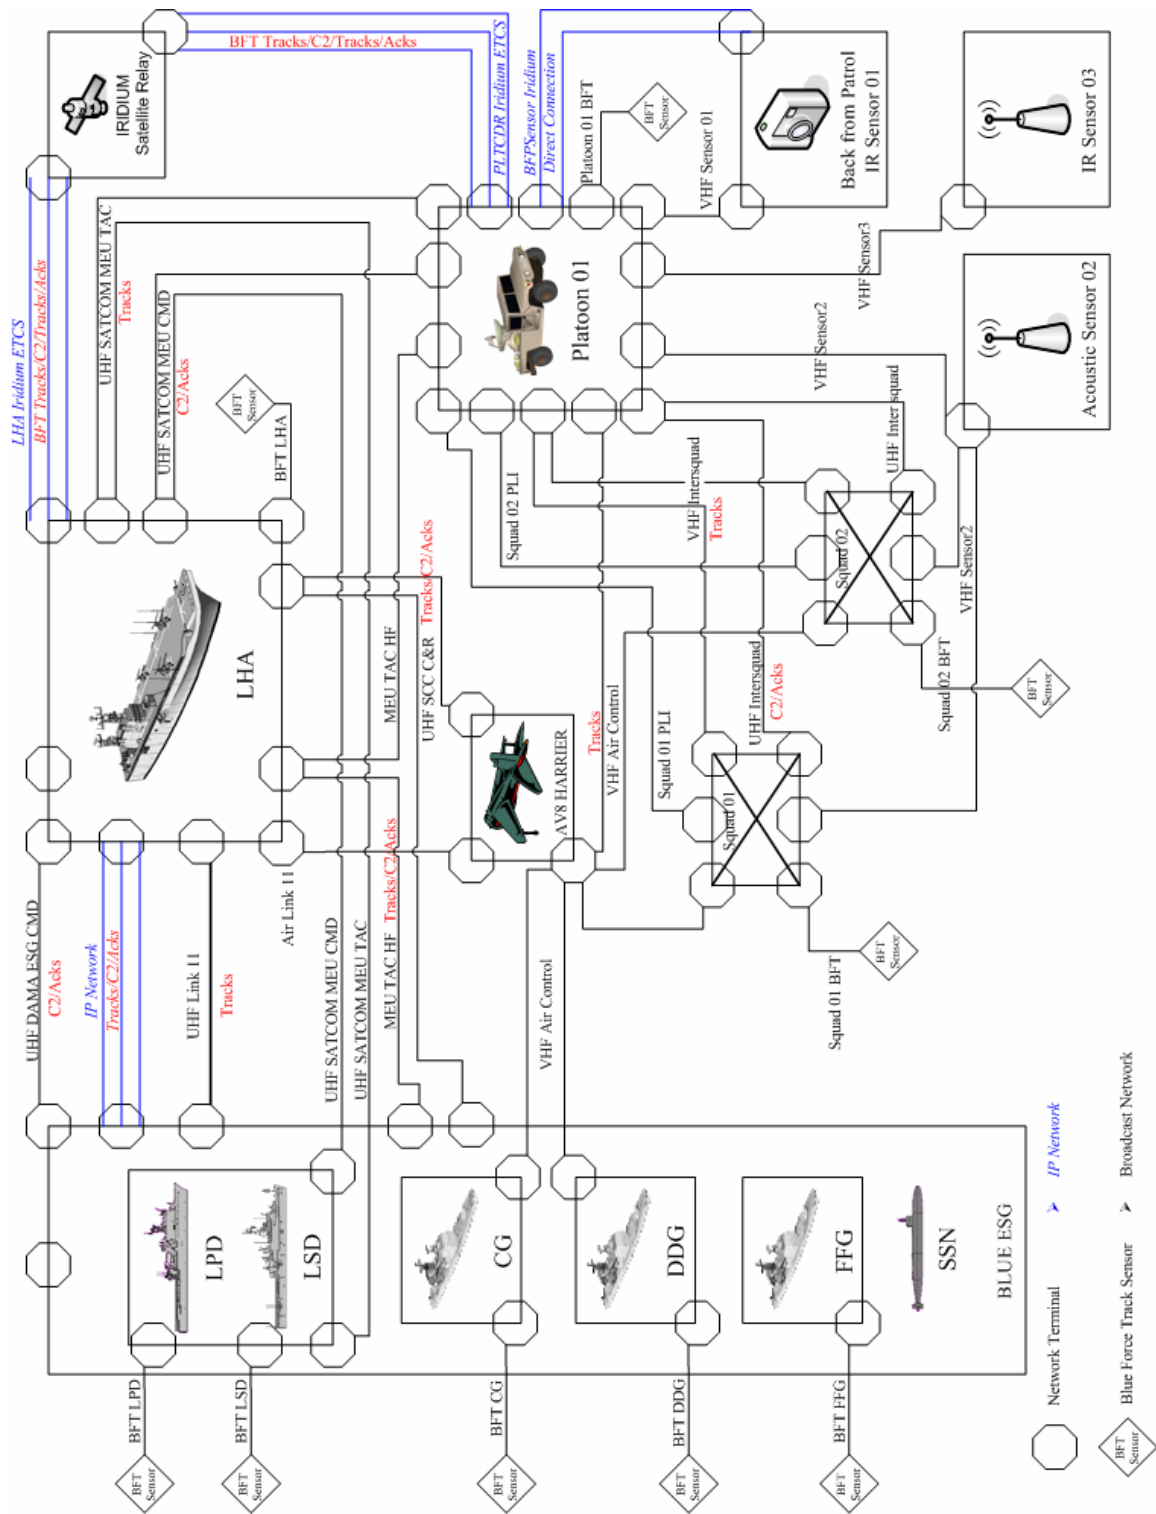 LHA Iridium ETCS
BFT Tracks/C2/Tracks/Acks
IRIDIUM
Satellite Relay
BFT Tracks/C2/Tracks/Acks
PLTCDR Iridium ETCS
BFPSensor Iridium
Direct Connection
Platoon 01 BFT
BFT
Sensor
VHF Sensor 01
Back from Patrol
IR Sensor 01
IR Sensor 03
UHF SATCOM MEU TAC
Tracks
UHF SATCOM MEU CMD
C2/Acks
BFT
Sensor
BFT LHA
Platoon 01
VHF Sensor3
VHF Sensor2
Acoustic Sensor 02
LHA
MEU TAC HF
UHF SCC C&R
Tracks/C2/Acks
Squad 02 PLI
VHF Intersquad
Tracks
UHF Inter squad
Squad 02
VHF Sensor2
AV8 HARRIER
Tracks
VHF Air Control
Squad 01 PLI
UHF Intersquad
C2/Acks
Squad 02 BFT
BFT
Sensor
Squad 01
UHF DAMA ESG CMD
C2/Acks
IP Network
Tracks/C2/Acks
UHF Link 11
Tracks
Air Link 11
UHF SATCOM MEU CMD
UHF SATCOM MEU TAC
MEU TAC HF
Tracks/C2/Acks
VHF Air Control
Squad 01 BFT
BFT
Sensor
LPD
LSD
CG
DDG
FFG
SSN
BLUE ESG
BFT LPD
BFT LSD
BFT CG
BFT DDG
BFT FFG
BFT
Sensor
BFT
Sensor
BFT
Sensor
BFT
Sensor
BFT
Sensor
Network Terminal
IP Network
BFT
Sensor
Blue Force Track Sensor
Broadcast Network